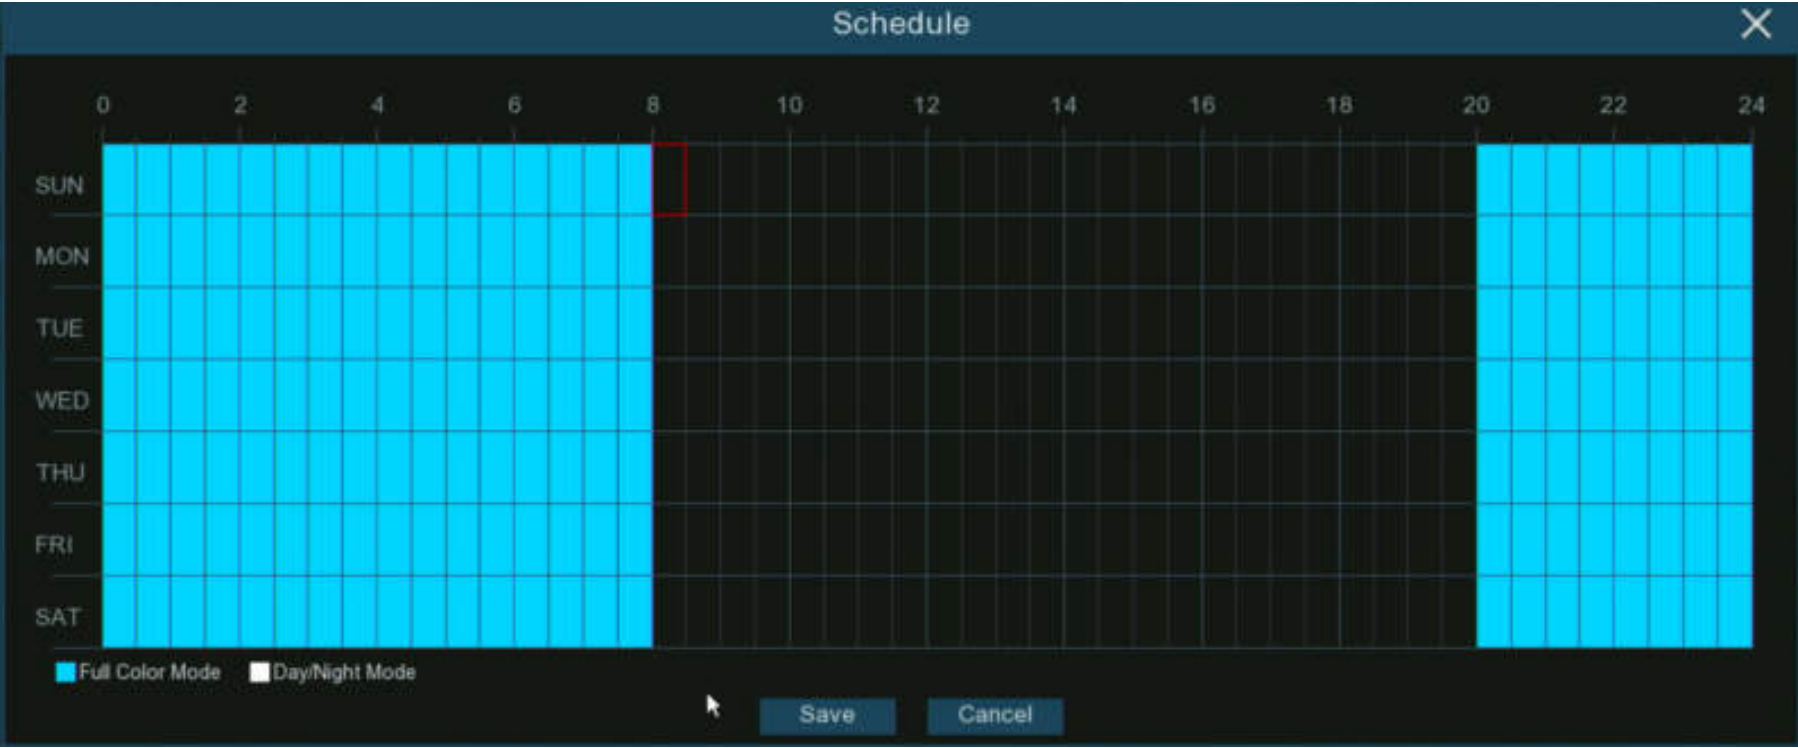 Schedule
0 2 4 6 8 10 12 14 16 18 20 22 24
SUN
MON
TUE
WED
THU
FRI
SAT
Full Color Mode Day/Night Mode
Save Cancel